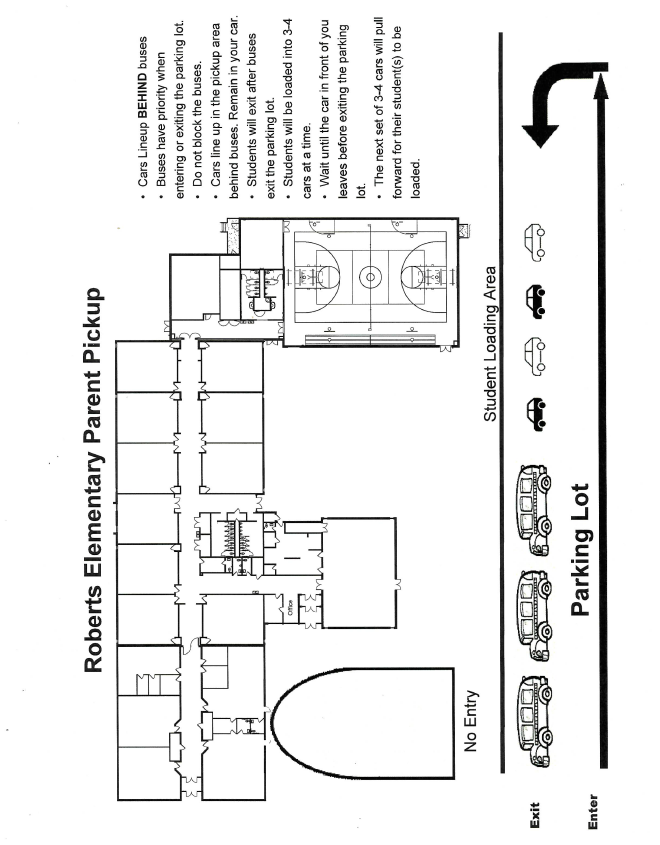 Roberts Elementary Parent Pickup
• Cars Lineup BEHIND buses
• Buses have priority when
entering or exiting the parking lot.
• Do not block the buses.
• Cars line up in the pickup area
behind buses. Remain in your car.
• Students will exit after buses
exit the parking lot.
• Students will be loaded into 3-4
cars at a time.
• Wait until the car in front of you
leaves before exiting the parking
lot.
• The next set of 3-4 cars will pull
forward for their student(s) to be
loaded.
Office
No Entry
Student Loading Area
Exit
Parking Lot
Enter